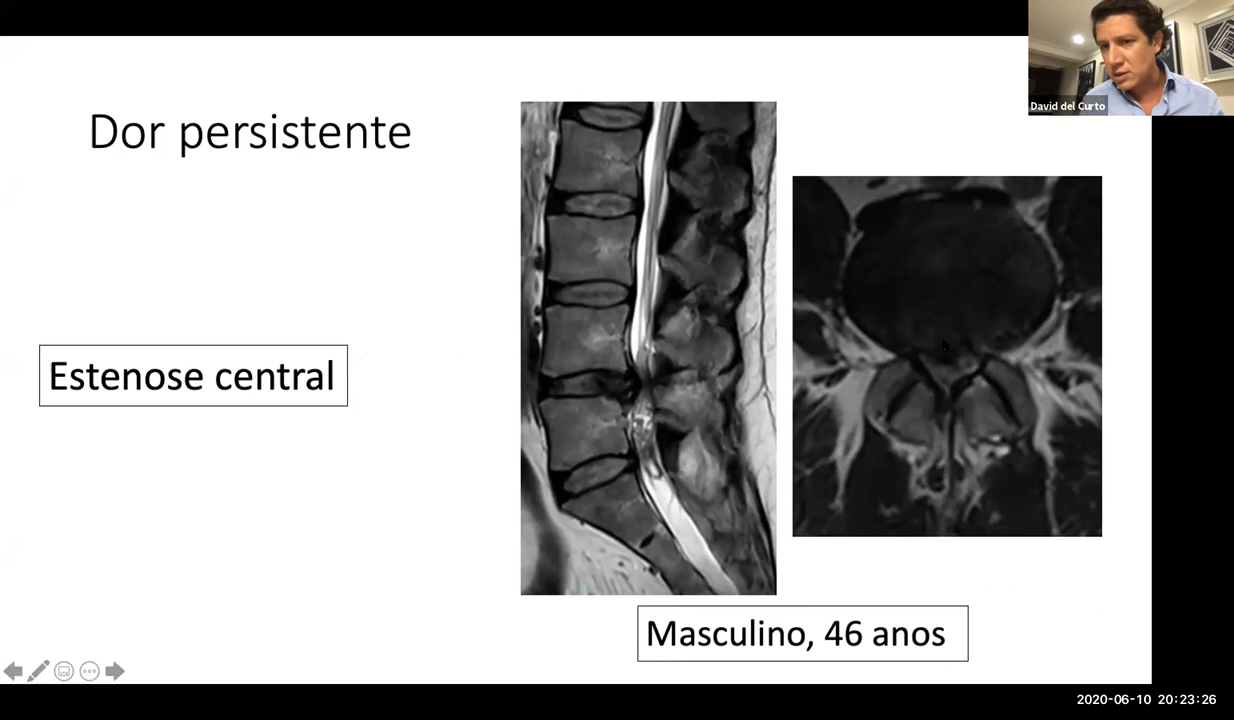 David del Curto
Dor persistente
Estenose central
Masculino, 46 anos
2020-06-10 20:23:26